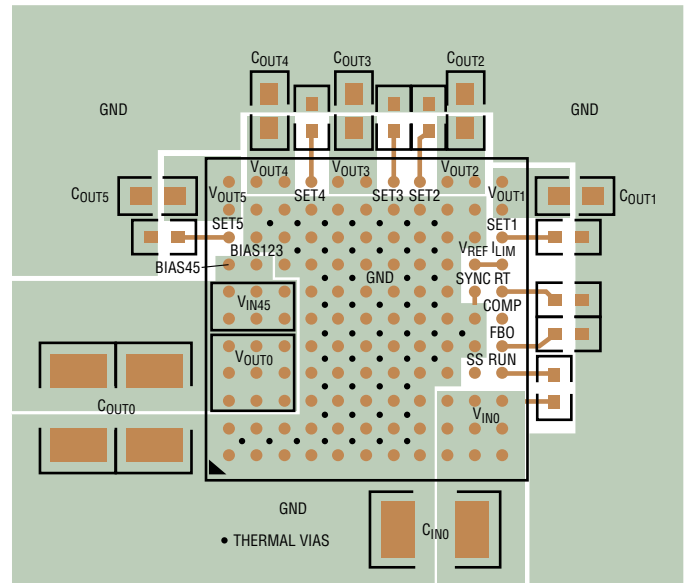 COUT4
COUT3
COUT2
GND
GND
VOUT4
VOUT3
VOUT2
COUT5
VOUT5
VOUT1
COUT1
SET4
SET3
SET2
SET5
SET1
BIAS123
VREF ILIM
BIAS45
GND
SYNC RT
VIN45
COMP
FBO
VOUT0
SS RUN
COUT0
VIN0
GND
CIN0
• THERMAL VIAS